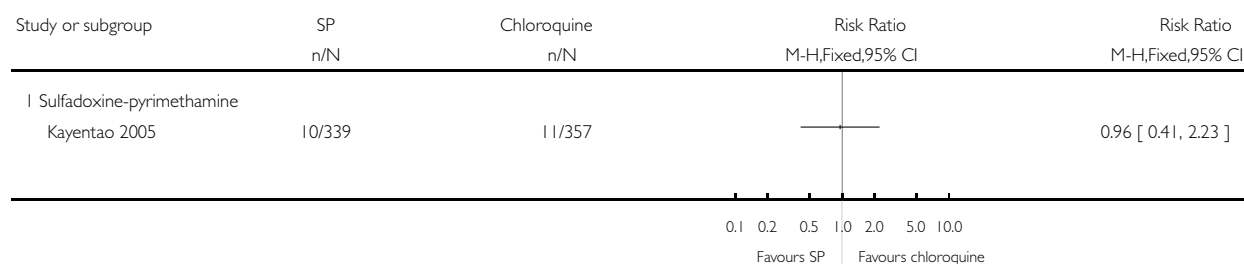 Study or subgroup SP Chloroquine Risk Ratio Risk Ratio
n/N n/N M-H,Fixed,95% CI M-H,Fixed,95% CI
1 Sulfadoxine-pyrimethamine
Kayentao 2005 10/339 11/357 0.96 [ 0.41, 2.23 ]
0.1 0.2 0.5 1.0 2.0 5.0 10.0
Favours SP Favours chloroquine